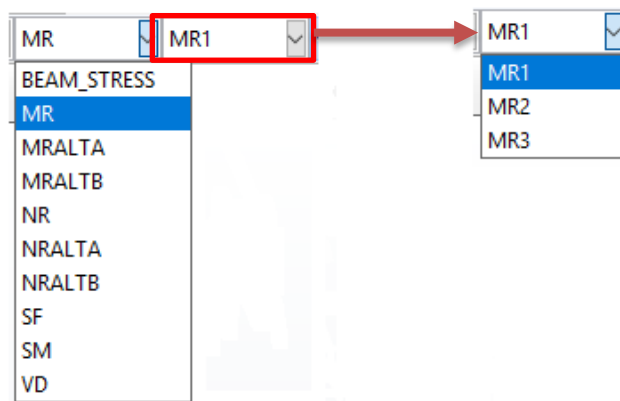 MR
MR1
BEAM_STRESS
MR
MRALTA
MRALTB
NR
NRALTA
NRALTB
SF
SM
VD
MR1
MR1
MR2
MR3